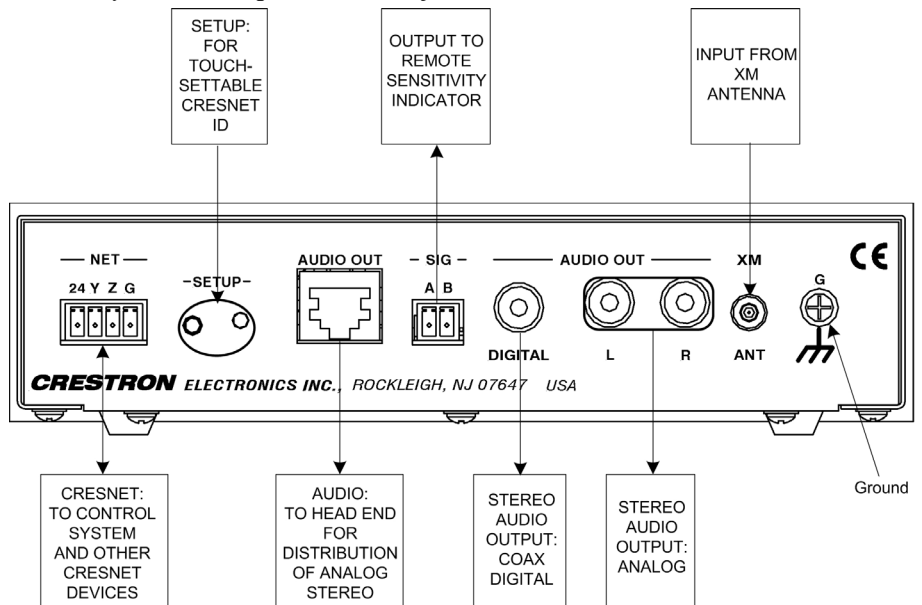 SETUP:
FOR
TOUCH-
SETTABLE
CRESNET
ID
OUTPUT TO
REMOTE
SENSITIVITY
INDICATOR
INPUT FROM
XM
ANTENNA
NET
24 Y Z G
-SETUP-
AUDIO OUT
- SIG -
A B
AUDIO OUT
DIGITAL
L
R
XM
ANT
G
CE
CRESTRON ELECTRONICS INC., ROCKLEIGH, NJ 07647 USA
CRESNET:
TO CONTROL
SYSTEM
AND OTHER
CRESNET
DEVICES
AUDIO:
TO HEAD END
FOR
DISTRIBUTION
OF ANALOG
STEREO
STEREO
AUDIO
OUTPUT:
COAX
DIGITAL
STEREO
AUDIO
OUTPUT:
ANALOG
Ground